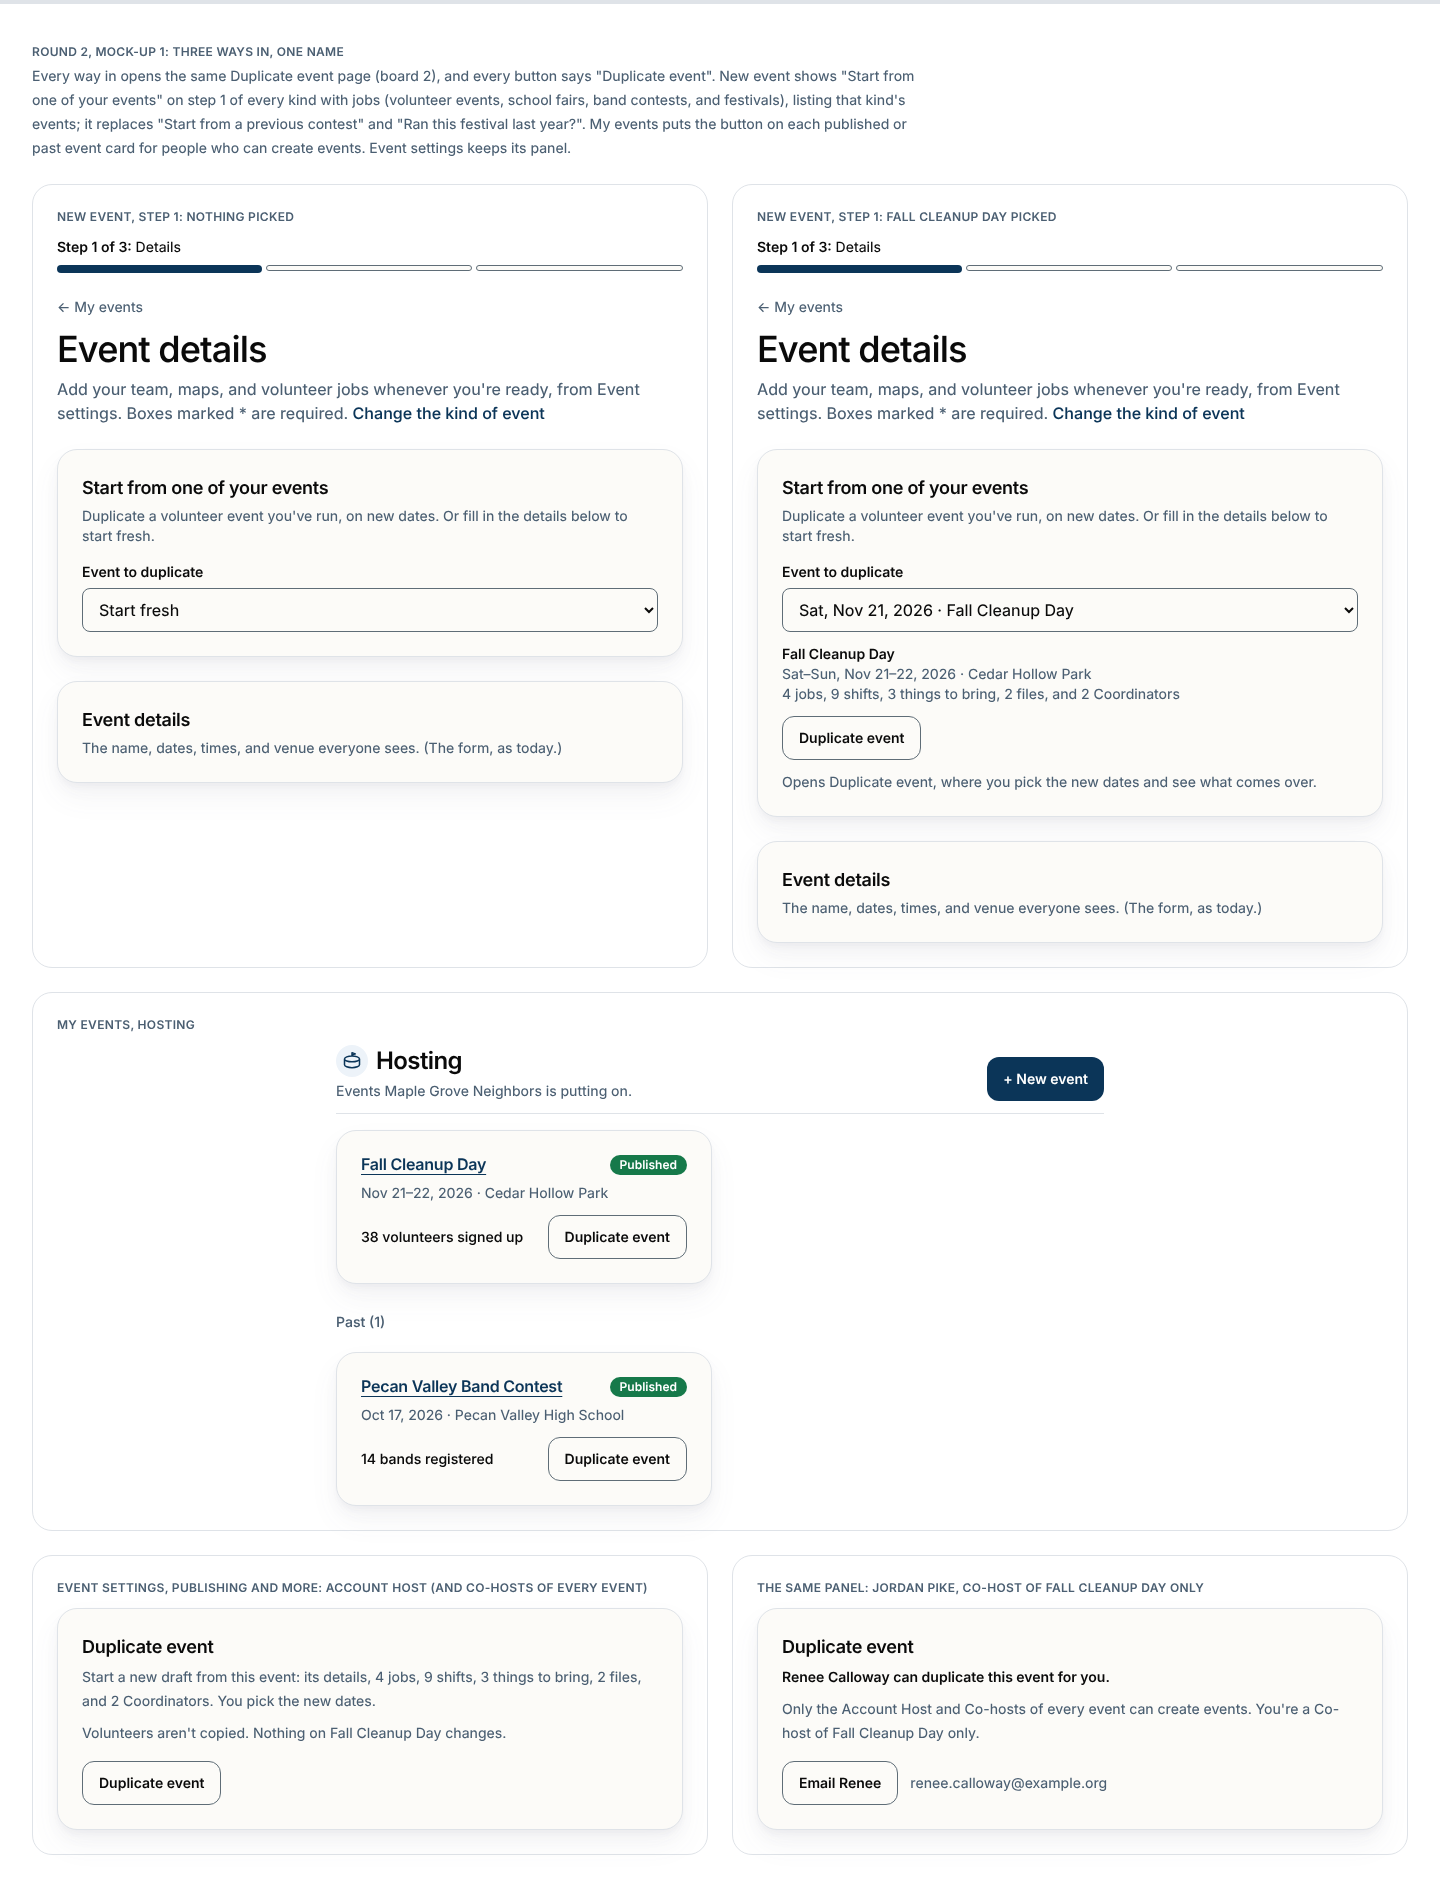 ROUND 2, MOCK-UP 1: THREE WAYS IN, ONE NAME
Every way in opens the same Duplicate event page (board 2), and every button says "Duplicate event". New event shows "Start from
one of your events" on step 1 of every kind with jobs (volunteer events, school fairs, band contests, and festivals), listing that kind's
events; it replaces "Start from a previous contest" and "Ran this festival last year?". My events puts the button on each published or
past event card for people who can create events. Event settings keeps its panel.
NEW EVENT, STEP 1: NOTHING PICKED
Step 1 of 3: Details
← My events
Event details
Add your team, maps, and volunteer jobs whenever you're ready, from Event
settings. Boxes marked * are required. Change the kind of event
Start from one of your events
Duplicate a volunteer event you've run, on new dates. Or fill in the details below to
start fresh.
Event to duplicate
Start fresh
Event details
The name, dates, times, and venue everyone sees. (The form, as today.)
NEW EVENT, STEP 1: FALL CLEANUP DAY PICKED
Step 1 of 3: Details
← My events
Event details
Add your team, maps, and volunteer jobs whenever you're ready, from Event
settings. Boxes marked * are required. Change the kind of event
Start from one of your events
Duplicate a volunteer event you've run, on new dates. Or fill in the details below to
start fresh.
Event to duplicate
Sat, Nov 21, 2026 · Fall Cleanup Day
Fall Cleanup Day
Sat–Sun, Nov 21–22, 2026 · Cedar Hollow Park
4 jobs, 9 shifts, 3 things to bring, 2 files, and 2 Coordinators
Duplicate event
Opens Duplicate event, where you pick the new dates and see what comes over.
Event details
The name, dates, times, and venue everyone sees. (The form, as today.)
MY EVENTS, HOSTING
Hosting
Events Maple Grove Neighbors is putting on.
+ New event
Fall Cleanup Day
Published
Nov 21–22, 2026 · Cedar Hollow Park
38 volunteers signed up
Duplicate event
Past (1)
Pecan Valley Band Contest
Published
Oct 17, 2026 · Pecan Valley High School
14 bands registered
Duplicate event
EVENT SETTINGS, PUBLISHING AND MORE: ACCOUNT HOST (AND CO-HOSTS OF EVERY EVENT)
Duplicate event
Start a new draft from this event: its details, 4 jobs, 9 shifts, 3 things to bring, 2 files,
and 2 Coordinators. You pick the new dates.
Volunteers aren't copied. Nothing on Fall Cleanup Day changes.
Duplicate event
THE SAME PANEL: JORDAN PIKE, CO-HOST OF FALL CLEANUP DAY ONLY
Duplicate event
Renee Calloway can duplicate this event for you.
Only the Account Host and Co-hosts of every event can create events. You're a Co-
host of Fall Cleanup Day only.
Email Renee
renee.calloway@example.org